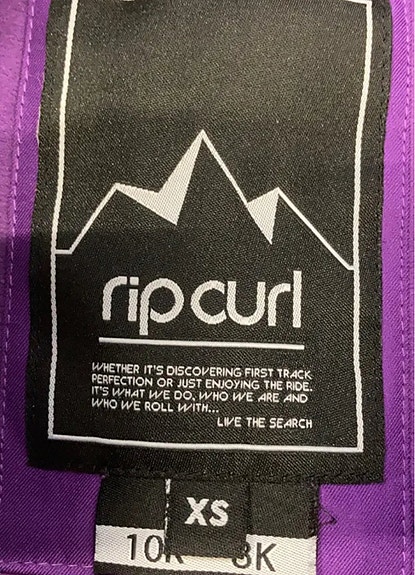 rip curl
WHETHER IT'S DISCOVERING FIRST TRACK
PERFECTION OR JUST ENJOYING THE RIDE.
IT'S WHAT WE DO, WHO WE ARE AND
WHO WE ROLL WITH...
LIVE THE SEARCH
XS
10K 8K